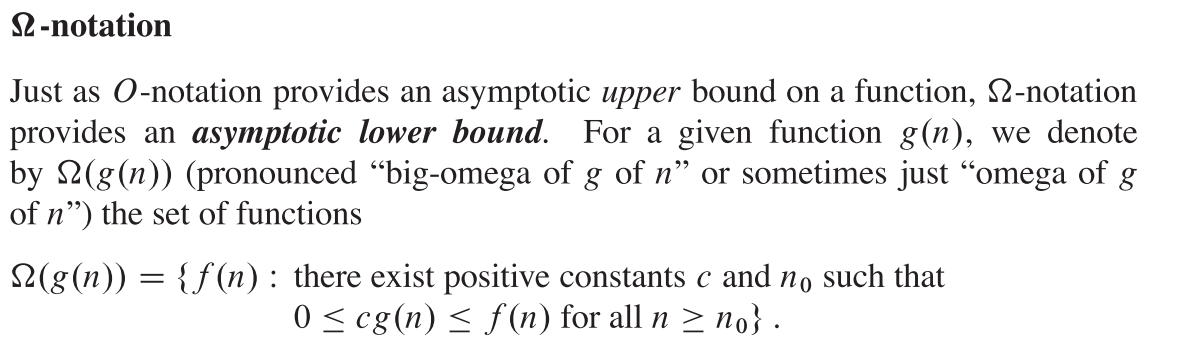 Ω-notation
Just as O-notation provides an asymptotic upper bound on a function, Ω-notation
provides an asymptotic lower bound. For a given function g(n), we denote
by Ω(g(n)) (pronounced “big-omega of g of n” or sometimes just “omega of g
of n”) the set of functions
Ω(g(n)) = {f(n) : there exist positive constants c and n₀ such that
0 ≤ cg(n) ≤ f(n) for all n ≥ n₀} .